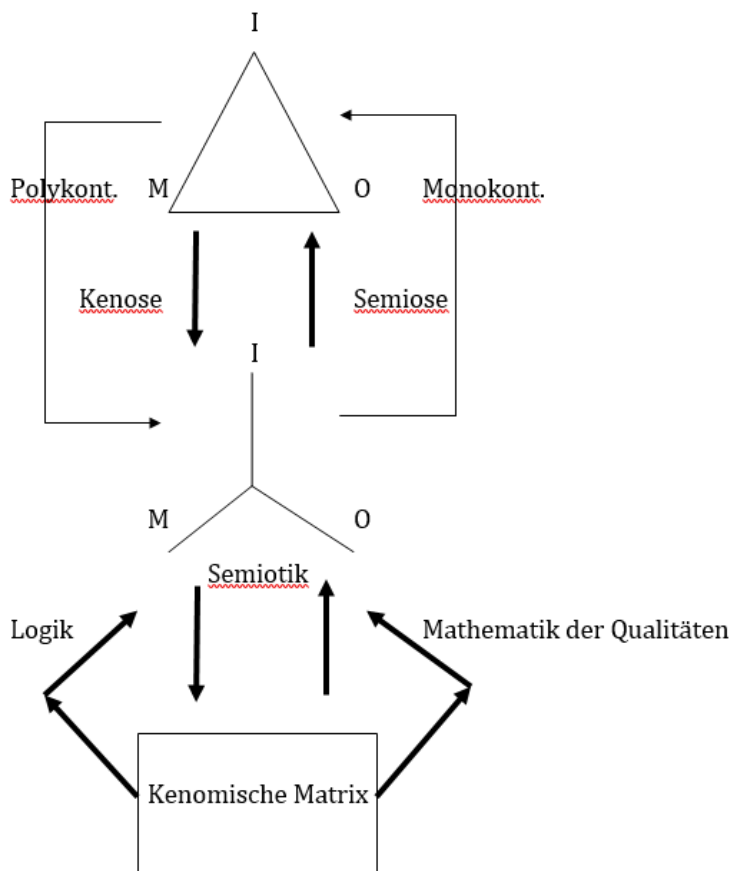 I
Polykont. M O Monokont.
Kenose Semiose
I
M O
Semiotik
Logik Mathematik der Qualitäten
Kenomische Matrix